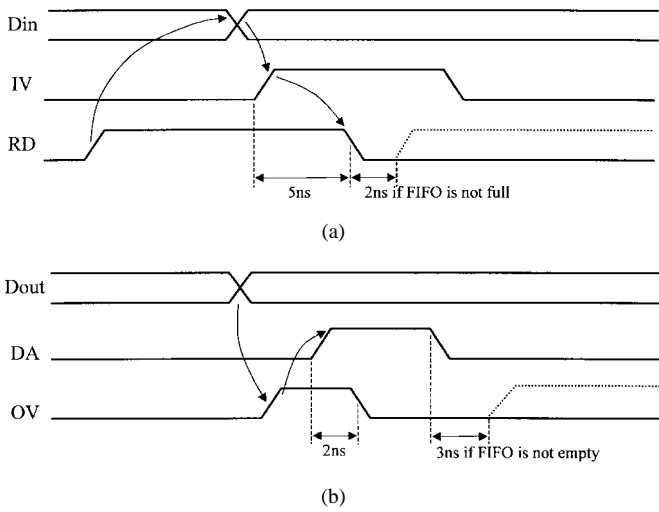 Din
IV
RD
5ns
2ns if FIFO is not full
(a)
Dout
DA
OV
2ns
3ns if FIFO is not empty
(b)